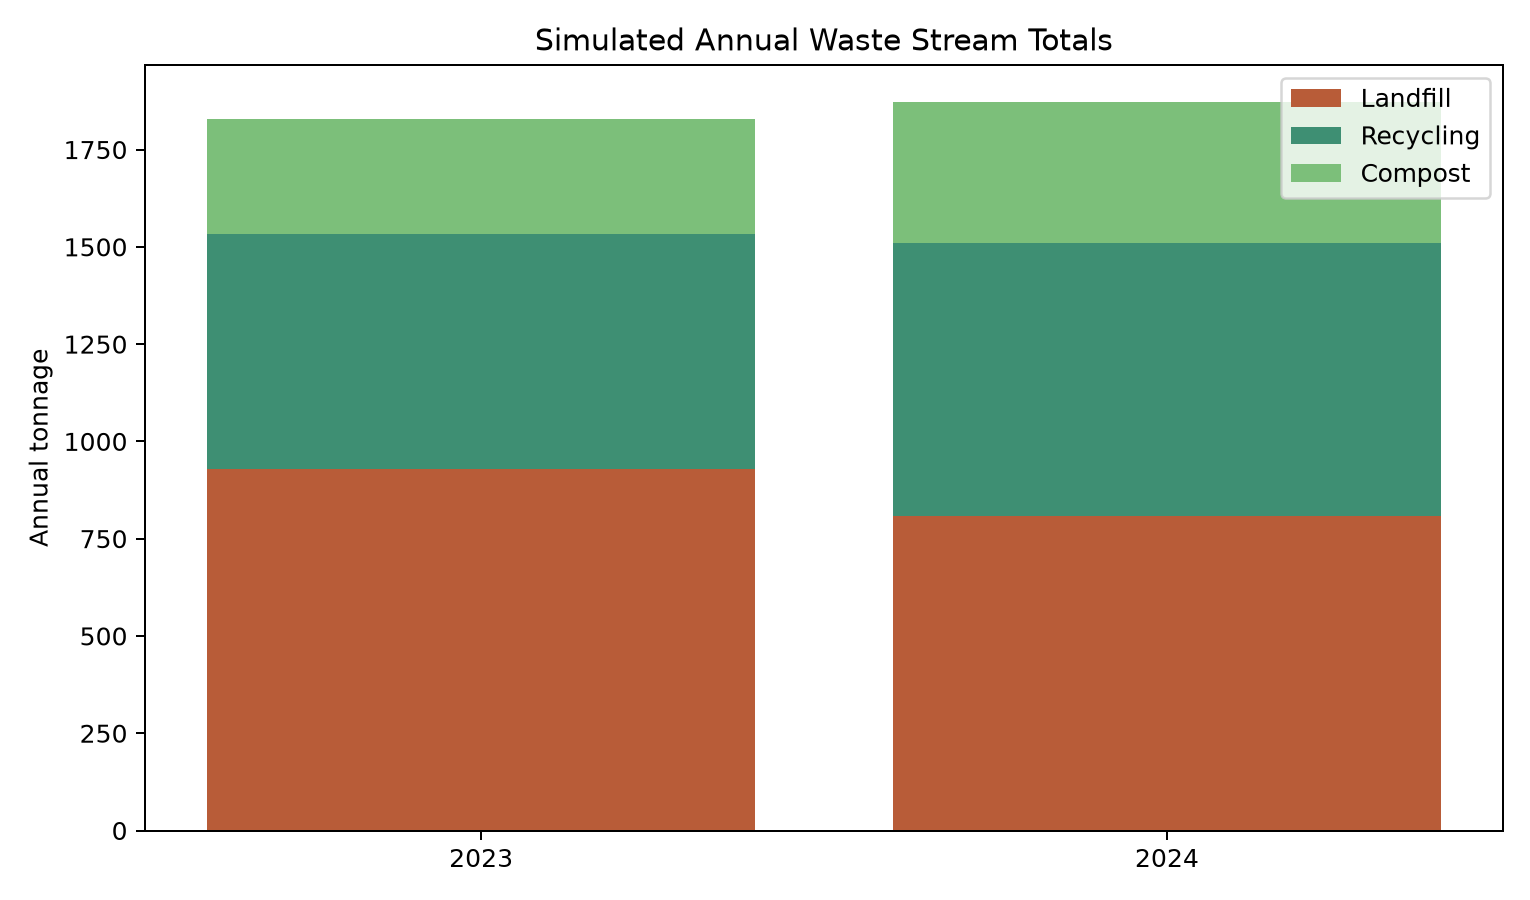 Simulated Annual Waste Stream Totals
Landfill
Recycling
Compost
Annual tonnage
1750
1500
1250
1000
750
500
250
0
2023
2024